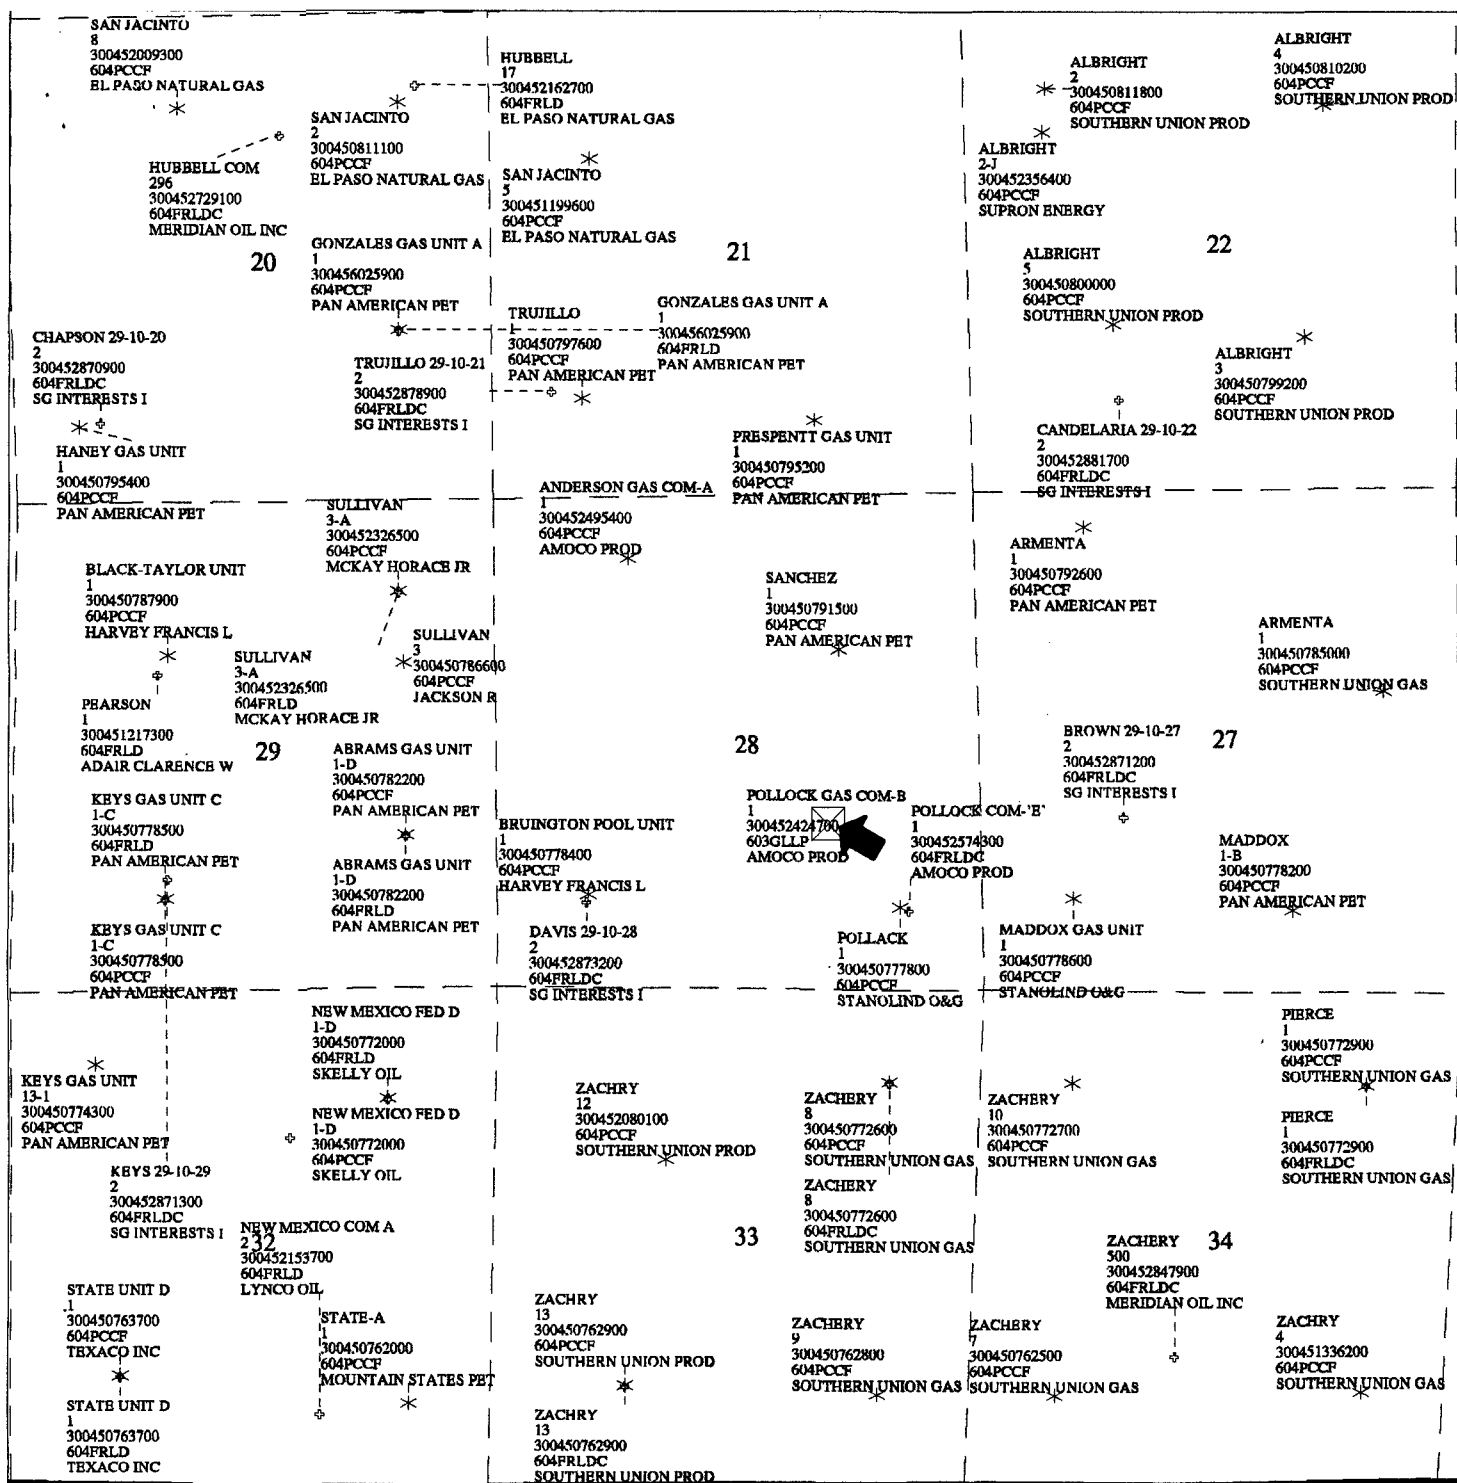 SAN JACINTO
8
300452009300
604PCCF
EL PASO NATURAL GAS
HUBBELL
17
300452162700
604FRLD
EL PASO NATURAL GAS
ALBRIGHT
2
300450811800
604PCCF
SOUTHERN UNION PROD
ALBRIGHT
4
300450810200
604PCCF
SOUTHERN UNION PROD
SAN JACINTO
2
300450811100
604PCCF
EL PASO NATURAL GAS
HUBBELL COM
296
300452729100
604FRLDC
MERIDIAN OIL INC
SAN JACINTO
5
300451199600
604PCCF
EL PASO NATURAL GAS
ALBRIGHT
2-J
300452356400
604PCCF
SUPRON ENERGY
20
21
22
GONZALES GAS UNIT A
1
300456025900
604PCCF
PAN AMERICAN PET
ALBRIGHT
5
300450800000
604PCCF
SOUTHERN UNION PROD
TRUJILLO
1
300450797600
604PCCF
PAN AMERICAN PET
GONZALES GAS UNIT A
1
300456025900
604FRLD
PAN AMERICAN PET
CHAPSON 29-10-20
2
300452870900
604FRLDC
SG INTERESTS I
TRUJILLO 29-10-21
2
300452878900
604FRLDC
SG INTERESTS I
ALBRIGHT
3
300450799200
604PCCF
SOUTHERN UNION PROD
HANEY GAS UNIT
1
300450795400
604PCCF
PAN AMERICAN PET
PRESPENTT GAS UNIT
1
300450795200
604PCCF
PAN AMERICAN PET
CANDELARIA 29-10-22
2
300452881700
604FRLDC
SG INTERESTS I
SULLIVAN
3-A
300452326500
604PCCF
MCKAY HORACE JR
ANDERSON GAS COM-A
1
300452495400
604PCCF
AMOCO PROD
ARMENTA
1
300450792600
604PCCF
PAN AMERICAN PET
BLACK-TAYLOR UNIT
1
300450787900
604PCCF
HARVEY FRANCIS L
SANCHEZ
1
300450791500
604PCCF
PAN AMERICAN PET
SULLIVAN
3
300450786600
604PCCF
JACKSON R
SULLIVAN
3-A
300452326500
604FRLD
MCKAY HORACE JR
ARMENTA
1
300450785000
604PCCF
SOUTHERN UNION GAS
PEARSON
1
300451217300
604FRLD
ADAIR CLARENCE W
29
28
27
ABRAMS GAS UNIT
1-D
300450782200
604PCCF
PAN AMERICAN PET
BROWN 29-10-27
2
300452871200
604FRLDC
SG INTERESTS I
KEYS GAS UNIT C
1-C
300450778500
604FRLD
PAN AMERICAN PET
POLLOCK GAS COM-B
1
300452424700
603GLLP
AMOCO PROD
POLLOCK COM-'E'
1
300452574300
604FRLDC
AMOCO PROD
BRUINGTON POOL UNIT
1
300450778400
604PCCF
HARVEY FRANCIS L
MADDOX
1-B
300450778200
604PCCF
PAN AMERICAN PET
ABRAMS GAS UNIT
1-D
300450782200
604FRLD
PAN AMERICAN PET
KEYS GAS UNIT C
1-C
300450778500
604PCCF
PAN AMERICAN PET
DAVIS 29-10-28
2
300452873200
604FRLDC
SG INTERESTS I
POLLACK
1
300450777800
604PCCF
STANOLIND O&G
MADDOX GAS UNIT
1
300450778600
604PCCF
STANOLIND O&G
NEW MEXICO FED D
1-D
300450772000
604FRLD
SKELLY OIL
PIERCE
1
300450772900
604PCCF
SOUTHERN UNION GAS
KEYS GAS UNIT
13-1
300450774300
604PCCF
PAN AMERICAN PET
ZACHRY
12
300452080100
604PCCF
SOUTHERN UNION PROD
ZACHERY
8
300450772600
604PCCF
SOUTHERN UNION GAS
ZACHERY
10
300450772700
604PCCF
SOUTHERN UNION GAS
NEW MEXICO FED D
1-D
300450772000
604PCCF
SKELLY OIL
PIERCE
1
300450772900
604FRLDC
SOUTHERN UNION GAS
KEYS 29-10-29
2
300452871300
604FRLDC
SG INTERESTS I
ZACHERY
8
300450772600
604FRLDC
SOUTHERN UNION GAS
32
33
34
NEW MEXICO COM A
2
300452153700
604FRLD
LYNCO OIL
ZACHERY
500
300452847900
604FRLDC
MERIDIAN OIL INC
STATE UNIT D
1
300450763700
604PCCF
TEXACO INC
STATE-A
1
300450762000
604PCCF
MOUNTAIN STATES PET
ZACHRY
13
300450762900
604PCCF
SOUTHERN UNION PROD
ZACHERY
9
300450762800
604PCCF
SOUTHERN UNION GAS
ZACHERY
7
300450762500
604PCCF
SOUTHERN UNION GAS
ZACHRY
4
300451336200
604PCCF
SOUTHERN UNION GAS
STATE UNIT D
1
300450763700
604FRLD
TEXACO INC
ZACHRY
13
300450762900
604FRLDC
SOUTHERN UNION PROD